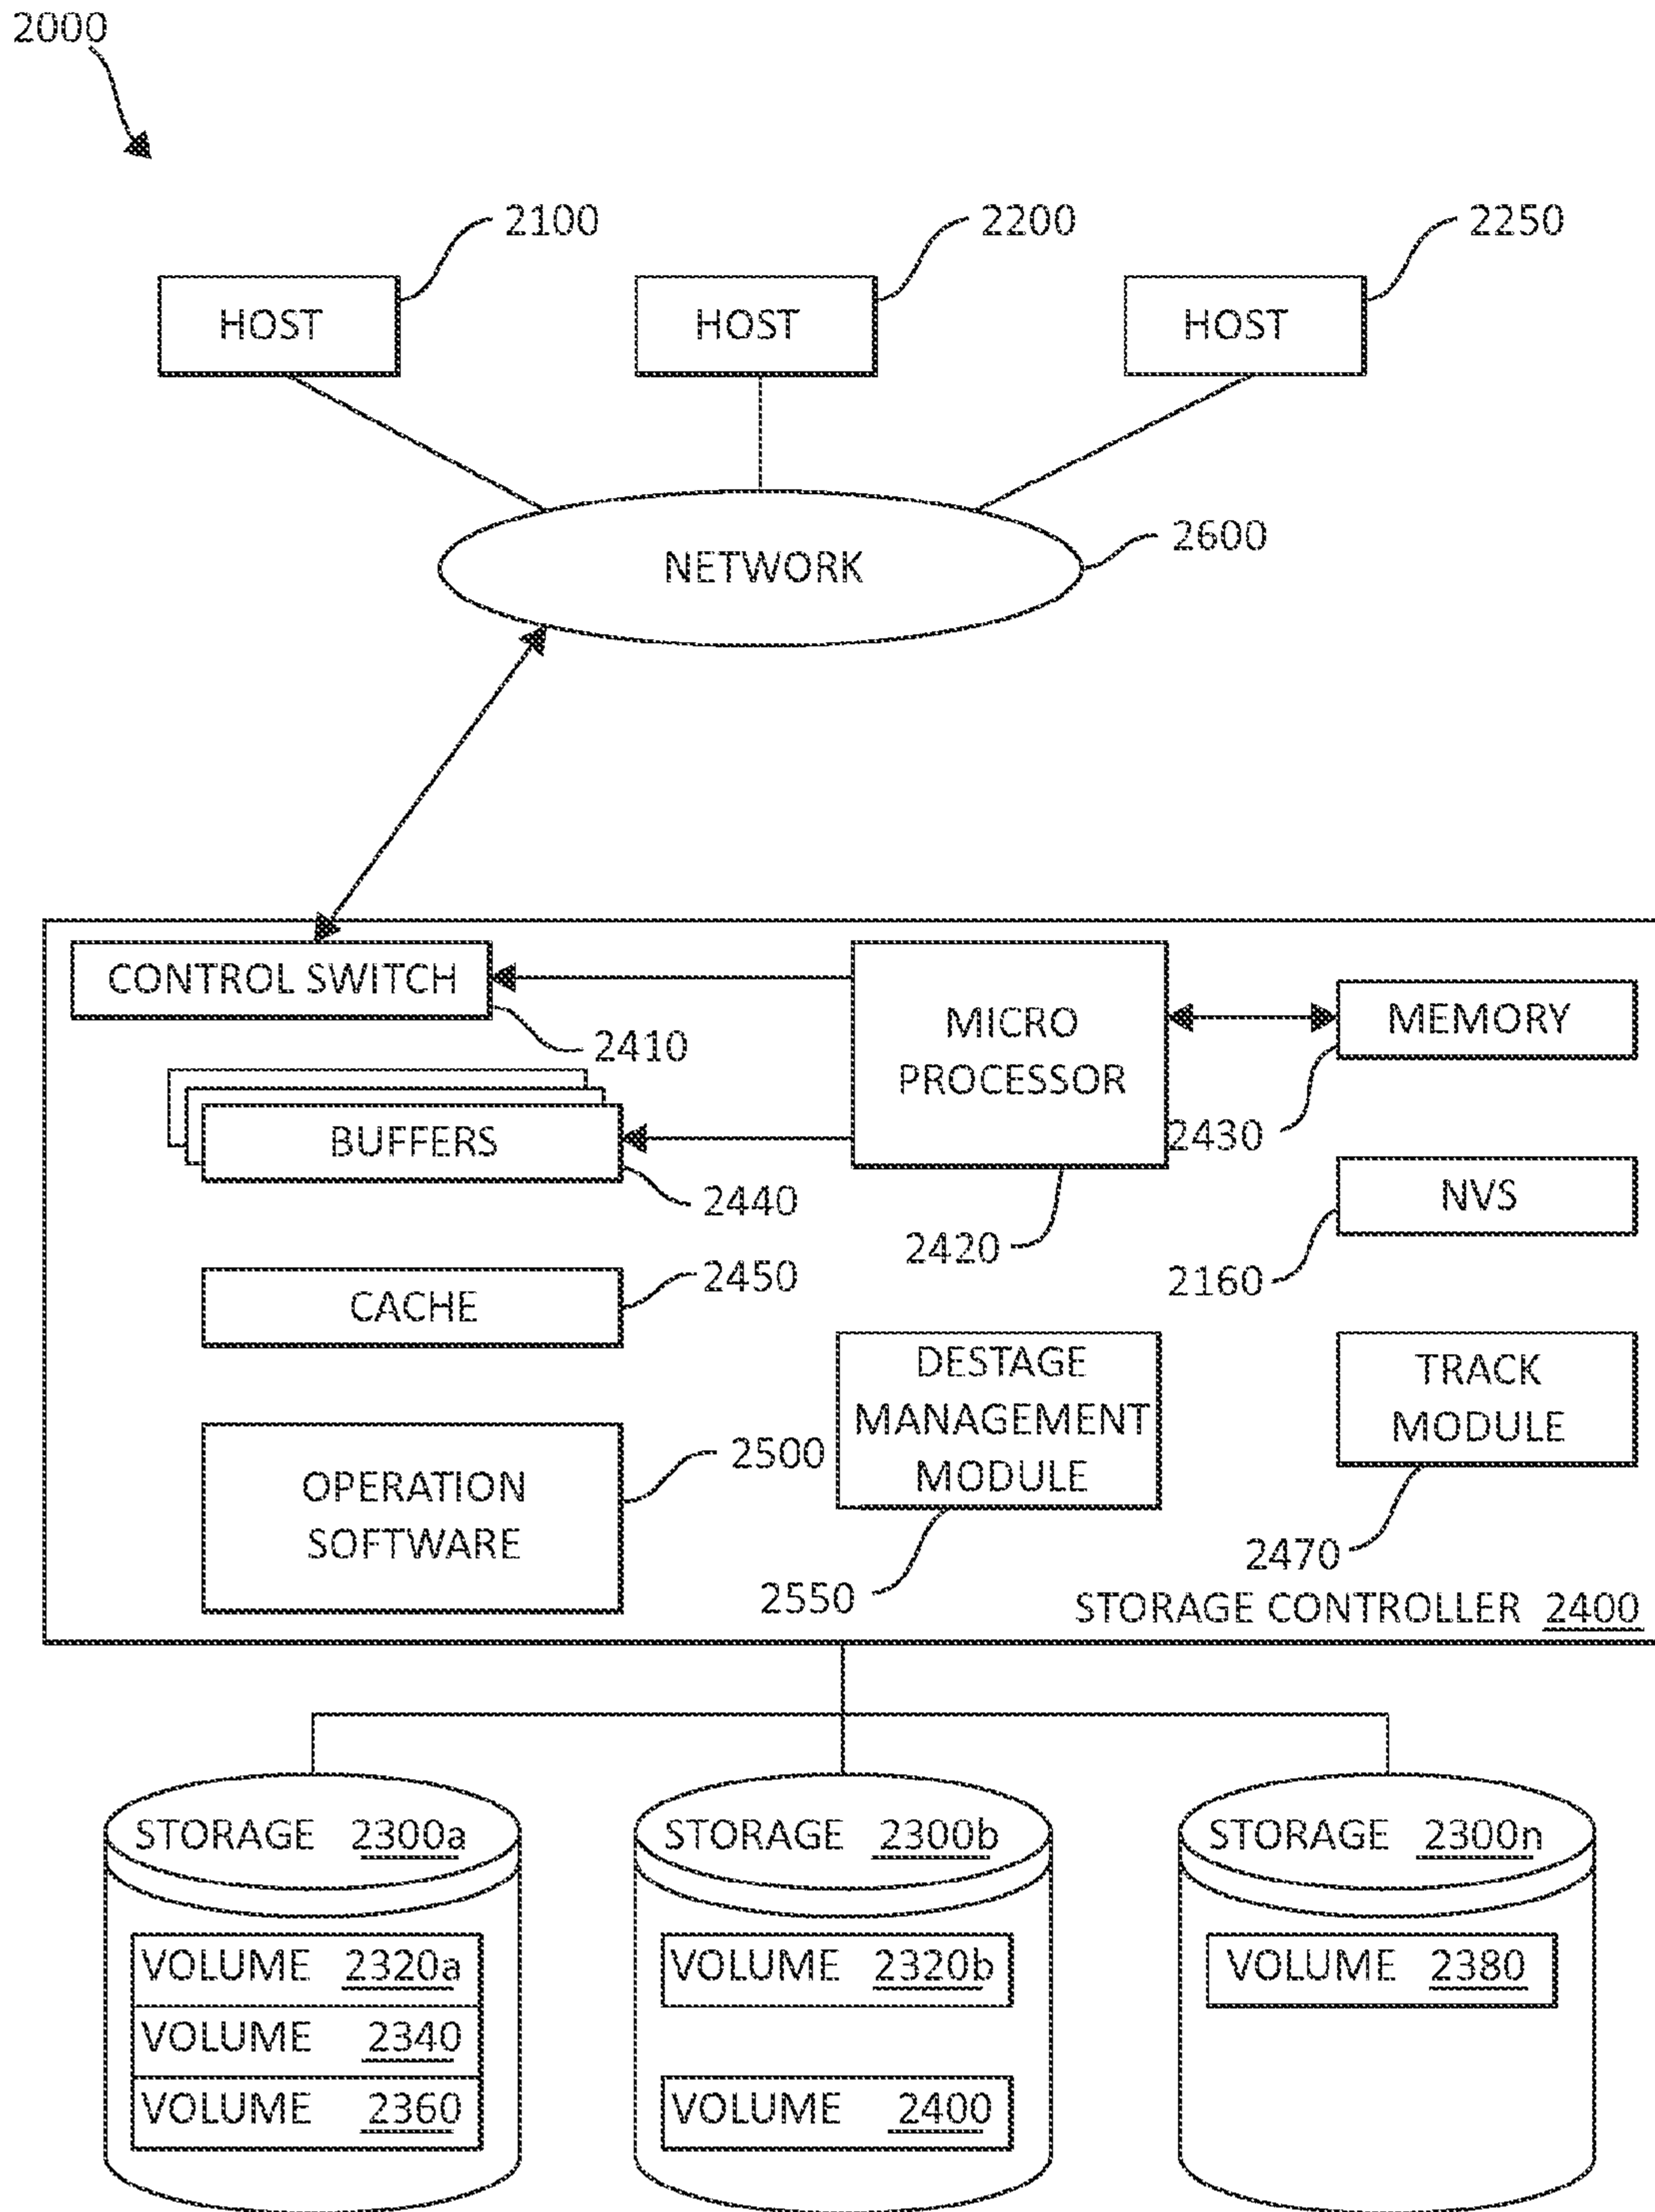 2000
2100
2200
2250
HOST
HOST
HOST
2600
NETWORK
CONTROL SWITCH
2410
MICRO
PROCESSOR
2420
MEMORY
2430
BUFFERS
2440
NVS
2160
CACHE
2450
DESTAGE
MANAGEMENT
MODULE
2550
TRACK
MODULE
2470
OPERATION
SOFTWARE
2500
STORAGE CONTROLLER 2400
STORAGE 2300a
VOLUME 2320a
VOLUME 2340
VOLUME 2360
STORAGE 2300b
VOLUME 2320b
VOLUME 2400
STORAGE 2300n
VOLUME 2380